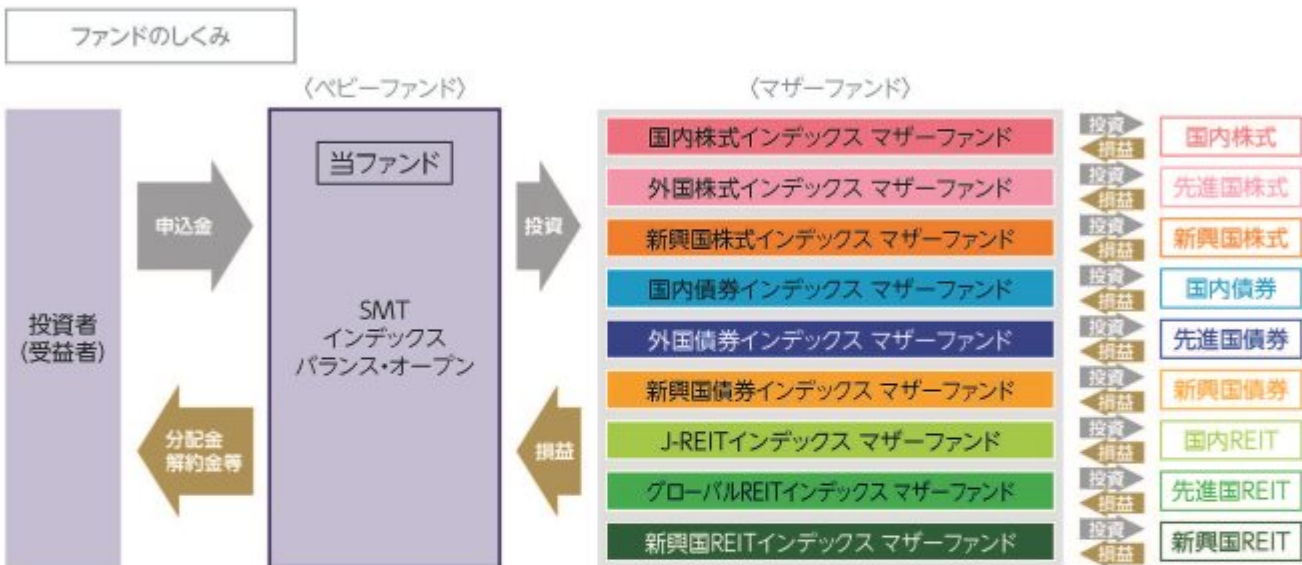 ファンドのしくみ
〈ベビーファンド〉
〈マザーファンド〉
投資者
(受益者)
申込金
分配金
解約金等
当ファンド
SMT
インデックス
バランス・オープン
投資
損益
国内株式インデックス マザーファンド
投資
損益
国内株式
外国株式インデックス マザーファンド
投資
損益
先進国株式
新興国株式インデックス マザーファンド
投資
損益
新興国株式
国内債券インデックス マザーファンド
投資
損益
国内債券
外国債券インデックス マザーファンド
投資
損益
先進国債券
新興国債券インデックス マザーファンド
投資
損益
新興国債券
J-REITインデックス マザーファンド
投資
損益
国内REIT
グローバルREITインデックス マザーファンド
投資
損益
先進国REIT
新興国REITインデックス マザーファンド
投資
損益
新興国REIT